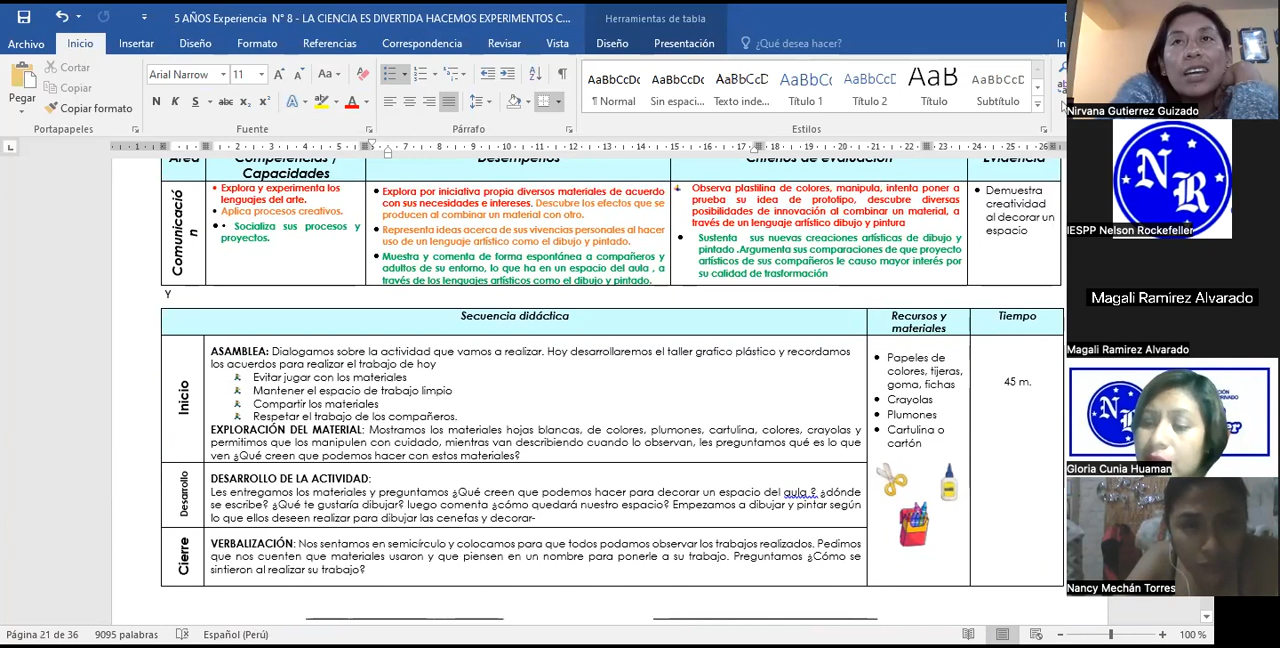 5 AÑOS Experiencia N° 8 - LA CIENCIA ES DIVERTIDA HACEMOS EXPERIMENTOS C...
Herramientas de tabla
Archivo Inicio Insertar Diseño Formato Referencias Correspondencia Revisar Vista Diseño Presentación ¿Qué desea hacer?
Pegar
Cortar
Copiar
Copiar formato
Portapapeles
Arial Narrow 11
Fuente
Párrafo
AaBbCcDc AaBbCcDc AaBbCcD AaBbCc AaBbCcD AaB AaBbCcD
¶ Normal Sin espaci... Texto inde... Título 1 Título 2 Título Subtítulo
Estilos
Área
Competencias /
Capacidades
Desempeños
Criterios de evaluación
Evidencia
Comunicació
n
Explora y experimenta los
lenguajes del arte.
Aplica procesos creativos.
• Socializa sus procesos y
proyectos.
Explora por iniciativa propia diversos materiales de acuerdo
con sus necesidades e intereses. Descubre los efectos que se
producen al combinar un material con otro.
Representa ideas acerca de sus vivencias personales al hacer
uso de un lenguaje artístico como el dibujo y pintado.
Muestra y comenta de forma espontánea a compañeros y
adultos de su entorno, lo que ha en un espacio del aula , a
través de los lenguajes artísticos como el dibujo y pintado.
Observa plastilina de colores, manipula, intenta poner a
prueba su idea de prototipo, descubre diversas
posibilidades de innovación al combinar un material, a
través de un lenguaje artístico dibujo y pintura
Sustenta sus nuevas creaciones artísticas de dibujo y
pintado .Argumenta sus comparaciones de que proyecto
artísticos de sus compañeros le causo mayor interés por
su calidad de trasformación
Demuestra
creatividad
al decorar un
espacio
Y
Secuencia didáctica
Recursos y
materiales
Tiempo
Inicio
ASAMBLEA: Dialogamos sobre la actividad que vamos a realizar. Hoy desarrollaremos el taller grafico plástico y recordamos
los acuerdos para realizar el trabajo de hoy
Evitar jugar con los materiales
Mantener el espacio de trabajo limpio
Compartir los materiales
Respetar el trabajo de los compañeros.
EXPLORACIÓN DEL MATERIAL: Mostramos los materiales hojas blancas, de colores, plumones, cartulina, colores, crayolas y
permitimos que los manipulen con cuidado, mientras van describiendo cuando lo observan, les preguntamos qué es lo que
ven ¿Qué creen que podemos hacer con estos materiales?
Papeles de
colores, tijeras,
goma, fichas
Crayolas
Plumones
Cartulina o
cartón
45 m.
Desarrollo
DESARROLLO DE LA ACTIVIDAD:
Les entregamos los materiales y preguntamos ¿Qué creen que podemos hacer para decorar un espacio del aula ? ¿dónde
se escribe? ¿Qué te gustaría dibujar? luego comenta ¿cómo quedará nuestro espacio? Empezamos a dibujar y pintar según
lo que ellos deseen realizar para dibujar las cenefas y decorar-
Cierre
VERBALIZACIÓN: Nos sentamos en semicírculo y colocamos para que todos podamos observar los trabajos realizados. Pedimos
que nos cuenten que materiales usaron y que piensen en un nombre para ponerle a su trabajo. Preguntamos ¿Cómo se
sintieron al realizar su trabajo?
Página 21 de 36 9095 palabras Español (Perú) 100 %
Nirvana Gutierrez Guizado
NR
IESPP Nelson Rockefeller
Magali Ramirez Alvarado
Magali Ramirez Alvarado
Gloria Cunia Huaman
Nancy Mechán Torres